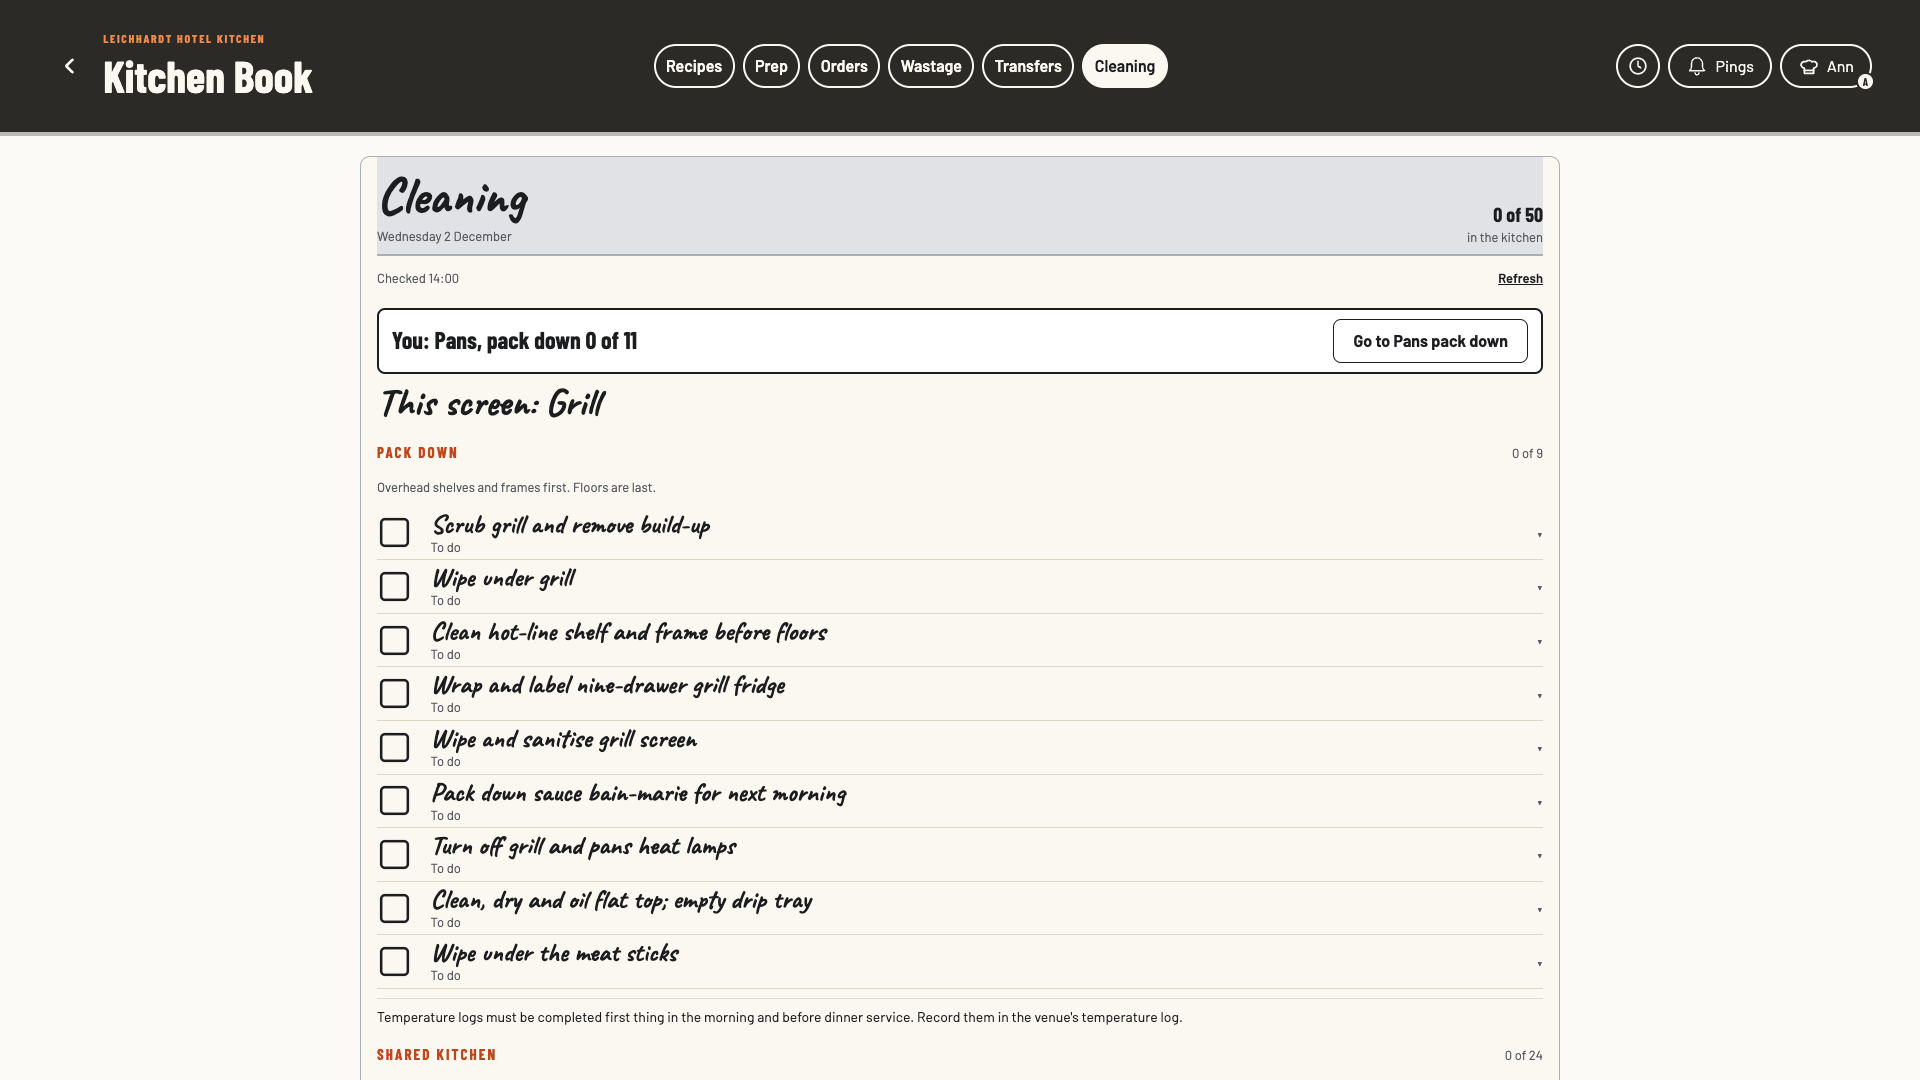 LEICHHARDT HOTEL KITCHEN
Kitchen Book
Recipes Prep Orders Wastage Transfers Cleaning
Pings Ann
A
Cleaning
Wednesday 2 December
0 of 50
in the kitchen
Checked 14:00 Refresh
You: Pans, pack down 0 of 11 Go to Pans pack down
This screen: Grill
PACK DOWN 0 of 9
Overhead shelves and frames first. Floors are last.
Scrub grill and remove build-up
To do
Wipe under grill
To do
Clean hot-line shelf and frame before floors
To do
Wrap and label nine-drawer grill fridge
To do
Wipe and sanitise grill screen
To do
Pack down sauce bain-marie for next morning
To do
Turn off grill and pans heat lamps
To do
Clean, dry and oil flat top; empty drip tray
To do
Wipe under the meat sticks
To do
Temperature logs must be completed first thing in the morning and before dinner service. Record them in the venue's temperature log.
SHARED KITCHEN 0 of 24